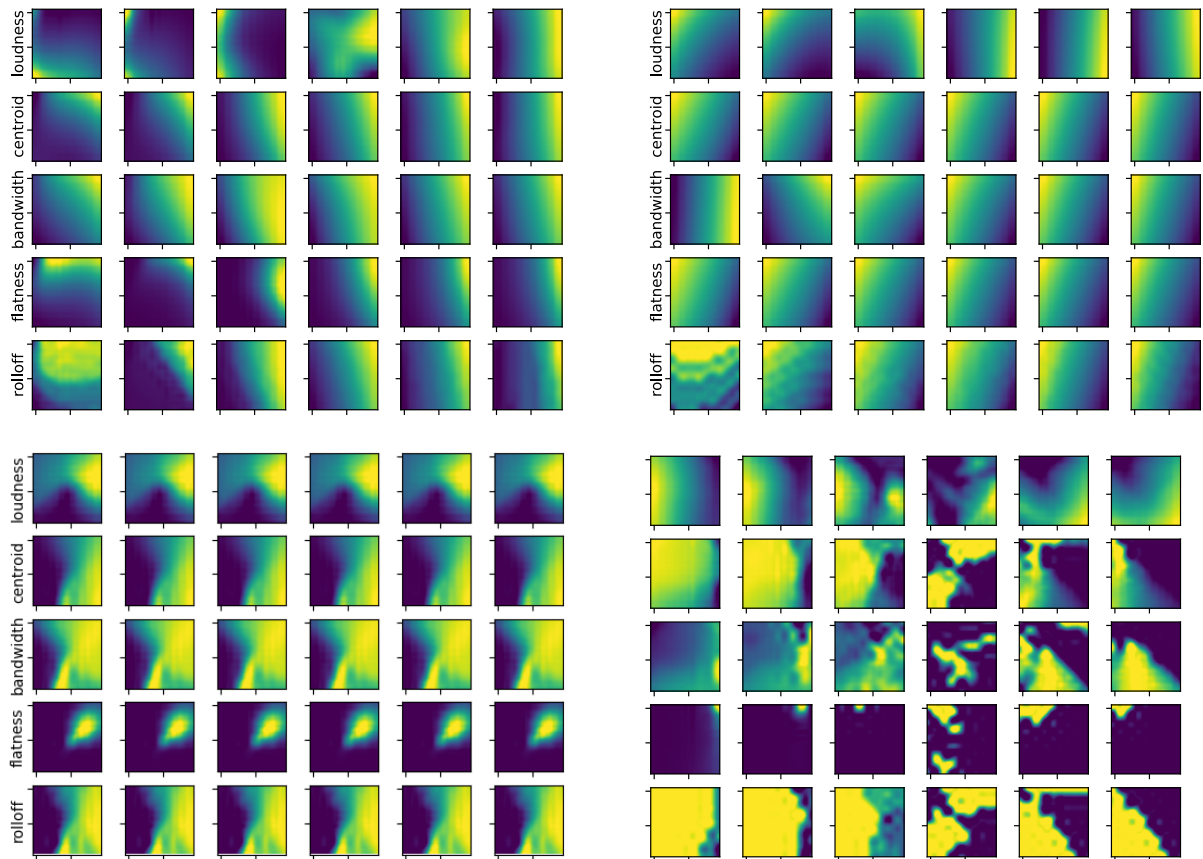 loudness
centroid
bandwidth
flatness
rolloff
loudness
centroid
bandwidth
flatness
rolloff
loudness
centroid
bandwidth
flatness
rolloff